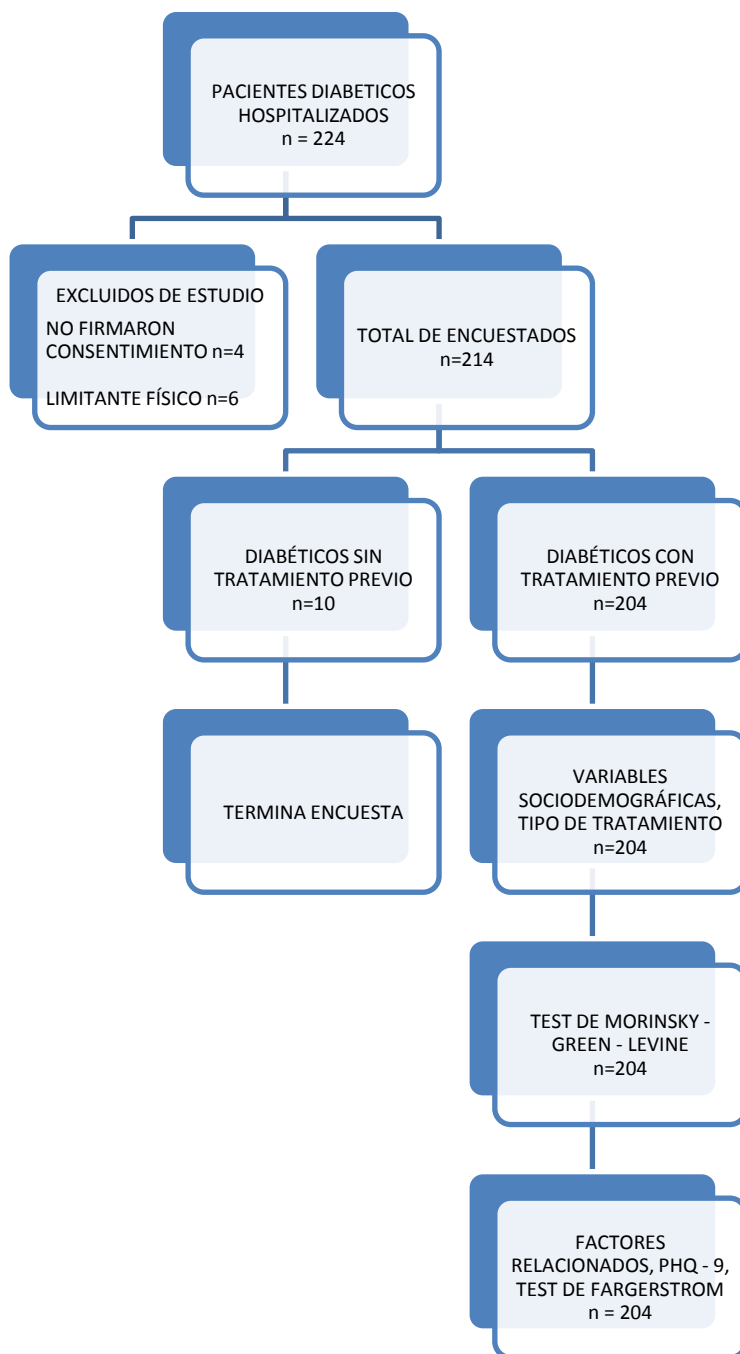 PACIENTES DIABETICOS
HOSPITALIZADOS
n = 224
EXCLUIDOS DE ESTUDIO
NO FIRMARON
CONSENTIMIENTO n=4
LIMITANTE FÍSICO n=6
TOTAL DE ENCUESTADOS
n=214
DIABÉTICOS SIN
TRATAMIENTO PREVIO
n=10
DIABÉTICOS CON
TRATAMIENTO PREVIO
n=204
TERMINA ENCUESTA
VARIABLES
SOCIODEMOGRÁFICAS,
TIPO DE TRATAMIENTO
n=204
TEST DE MORINSKY -
GREEN - LEVINE
n=204
FACTORES
RELACIONADOS, PHQ - 9,
TEST DE FARGERSTROM
n = 204